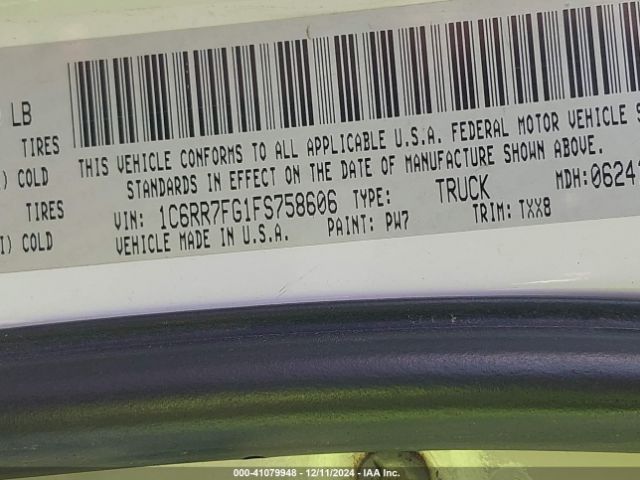 LB
TIRES
) COLD
TIRES
I) COLD
THIS VEHICLE CONFORMS TO ALL APPLICABLE U.S.A. FEDERAL MOTOR VEHICLE S
STANDARDS IN EFFECT ON THE DATE OF MANUFACTURE SHOWN ABOVE.
VIN: 1C6RR7FG1FS758606 TYPE: TRUCK MDH: 0624
VEHICLE MADE IN U.S.A. PAINT: PW7 TRIM: TXX8
000-41079948 - 12/11/2024 - IAA Inc.